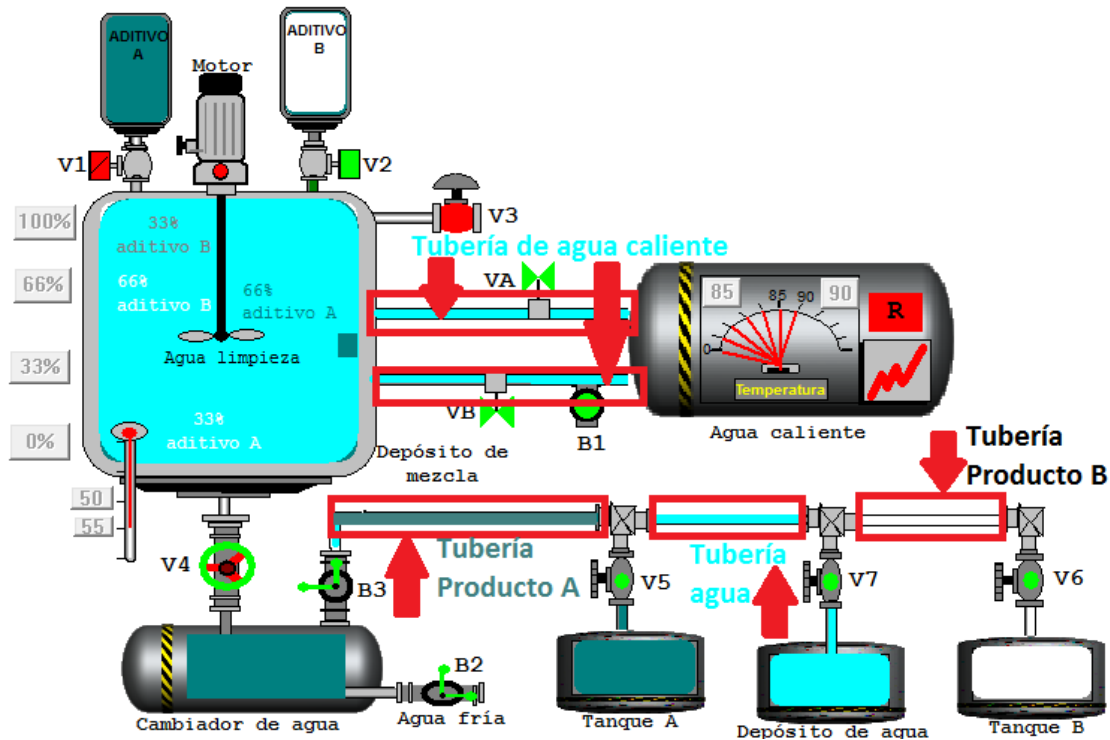 ADITIVO
A
ADITIVO
B
Motor
V1
V2
100%
33%
aditivo B
V3
Tubería de agua caliente
66%
66%
aditivo B
66%
aditivo A
VA
85
85
90
90
0
R
Agua limpieza
33%
Temperatura
VB
B1
Agua caliente
0%
33%
aditivo A
Depósito de
mezcla
Tubería
Producto B
50
55
V4
B3
Tubería
Producto A
V5
Tubería
agua
V7
V6
B2
Cambiador de agua
Agua fría
Tanque A
Depósito de agua
Tanque B